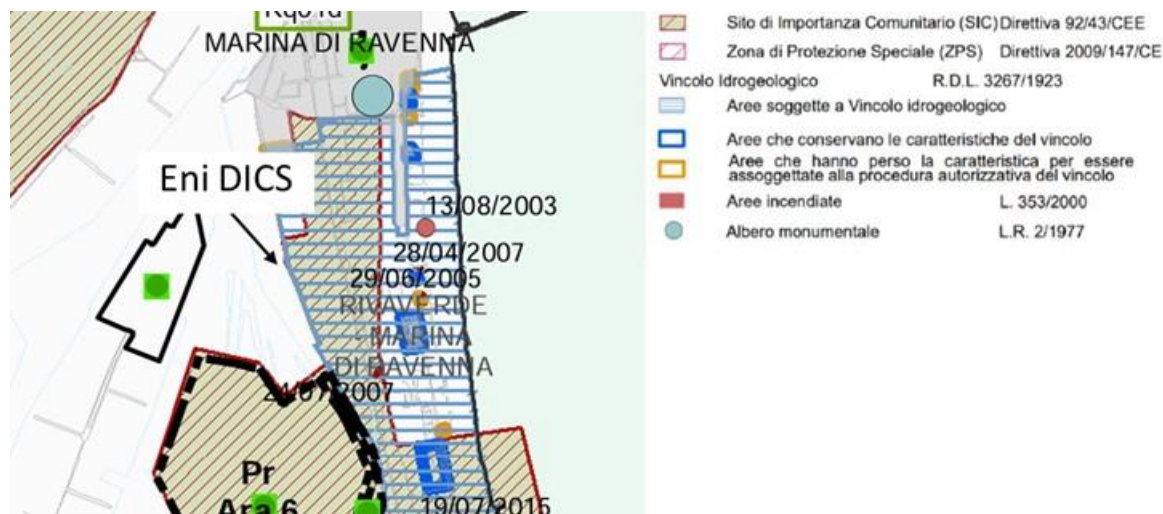 MARINA DI RAVENNA
Eni DICS
13/08/2003
28/04/2007
29/06/2005
RIVAVERDE
- MARINA
DI RAVENNA
24/07/2007
Pr
Ara 6
19/07/2015
Sito di Importanza Comunitario (SIC) Direttiva 92/43/CEE
Zona di Protezione Speciale (ZPS) Direttiva 2009/147/CE
Vincolo Idrogeologico R.D.L. 3267/1923
Aree soggette a Vincolo idrogeologico
Aree che conservano le caratteristiche del vincolo
Aree che hanno perso la caratteristica per essere
assoggettate alla procedura autorizzativa del vincolo
Aree incendiate L. 353/2000
Albero monumentale L.R. 2/1977